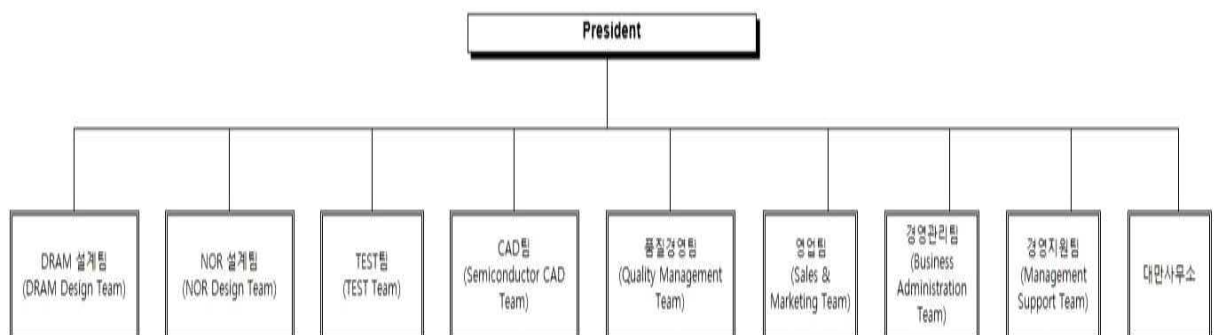 President
DRAM 설계팀
(DRAM Design Team)
NOR 설계팀
(NOR Design Team)
TEST팀
(TEST Team)
CAD팀
(Semiconductor CAD
Team)
품질경영팀
(Quality Management
Team)
영업팀
(Sales &
Marketing Team)
경영관리팀
(Business
Administration
Team)
경영지원팀
(Management
Support Team)
대만사무소